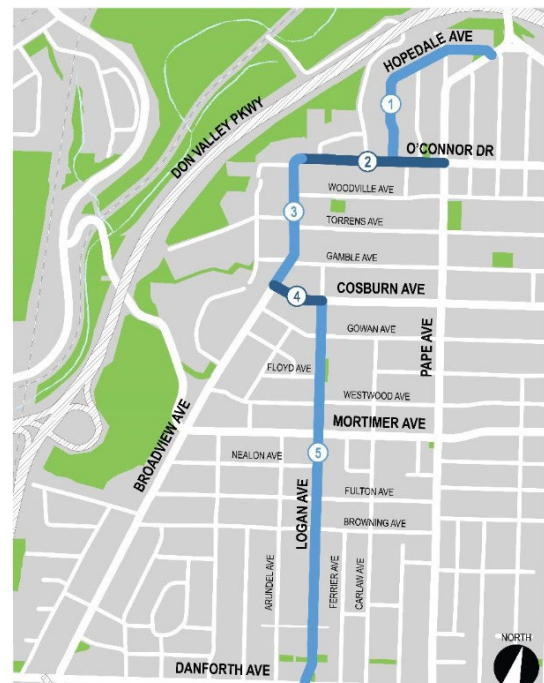 HOPEDALE AVE
DON VALLEY PKWY
1
O'CONNOR DR
2
WOODVILLE AVE
3
TORRENS AVE
GAMBLE AVE
4
COSBURN AVE
GOWAN AVE
PAPE AVE
FLOYD AVE
BROADVIEW AVE
WESTWOOD AVE
MORTIMER AVE
NEALON AVE
5
LOGAN AVE
FULTON AVE
BROWNING AVE
ARUNDEL AVE
FERRIER AVE
CARLAW AVE
NORTH
DANFORTH AVE